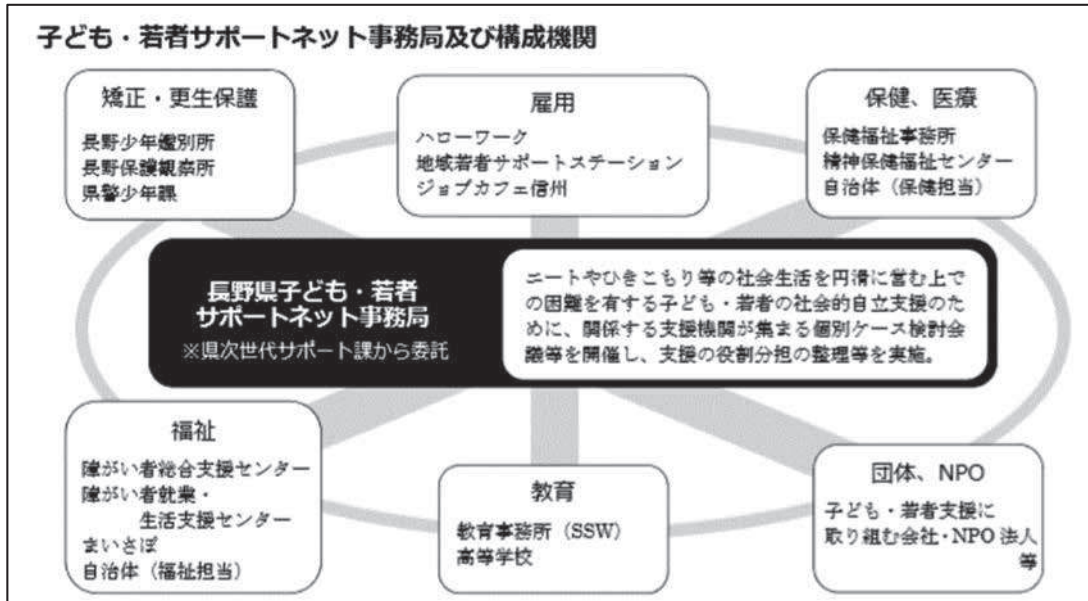 子ども・若者サポートネット事務局及び構成機関
矯正・更生保護
長野少年鑑別所
長野保護観察所
県警少年課
雇用
ハローワーク
地域若者サポートステーション
ジョブカフェ信州
保健、医療
保健福祉事務所
精神保健福祉センター
自治体（保健担当）
長野県子ども・若者
サポートネット事務局
※県次世代サポート課から委託
ニートやひきこもり等の社会生活を円滑に営む上で
の困難を有する子ども・若者の社会的自立支援のた
めに、関係する支援機関が集まる個別ケース検討会
議等を開催し、支援の役割分担の整理等を実施。
福祉
障がい者総合支援センター
障がい者就業・
生活支援センター
まいさぽ
自治体（福祉担当）
教育
教育事務所（SSW）
高等学校
団体、NPO
子ども・若者支援に
取り組む会社・NPO法人
等